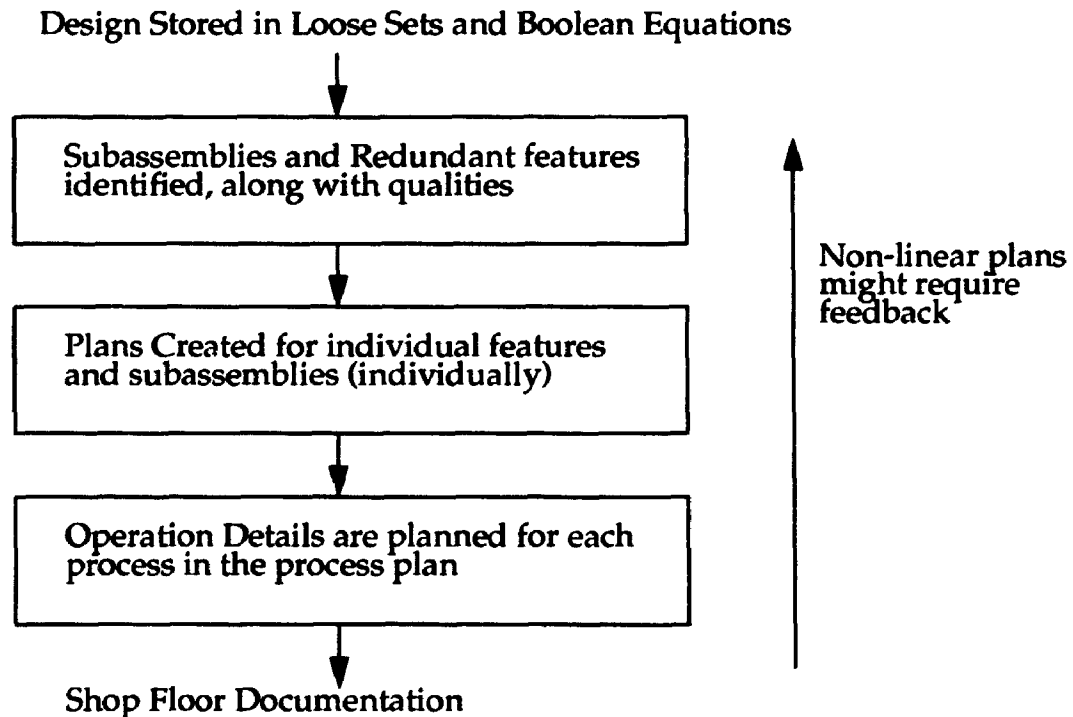 Design Stored in Loose Sets and Boolean Equations
Subassemblies and Redundant features
identified, along with qualities
Plans Created for individual features
and subassemblies (individually)
Operation Details are planned for each
process in the process plan
Shop Floor Documentation
Non-linear plans
might require
feedback